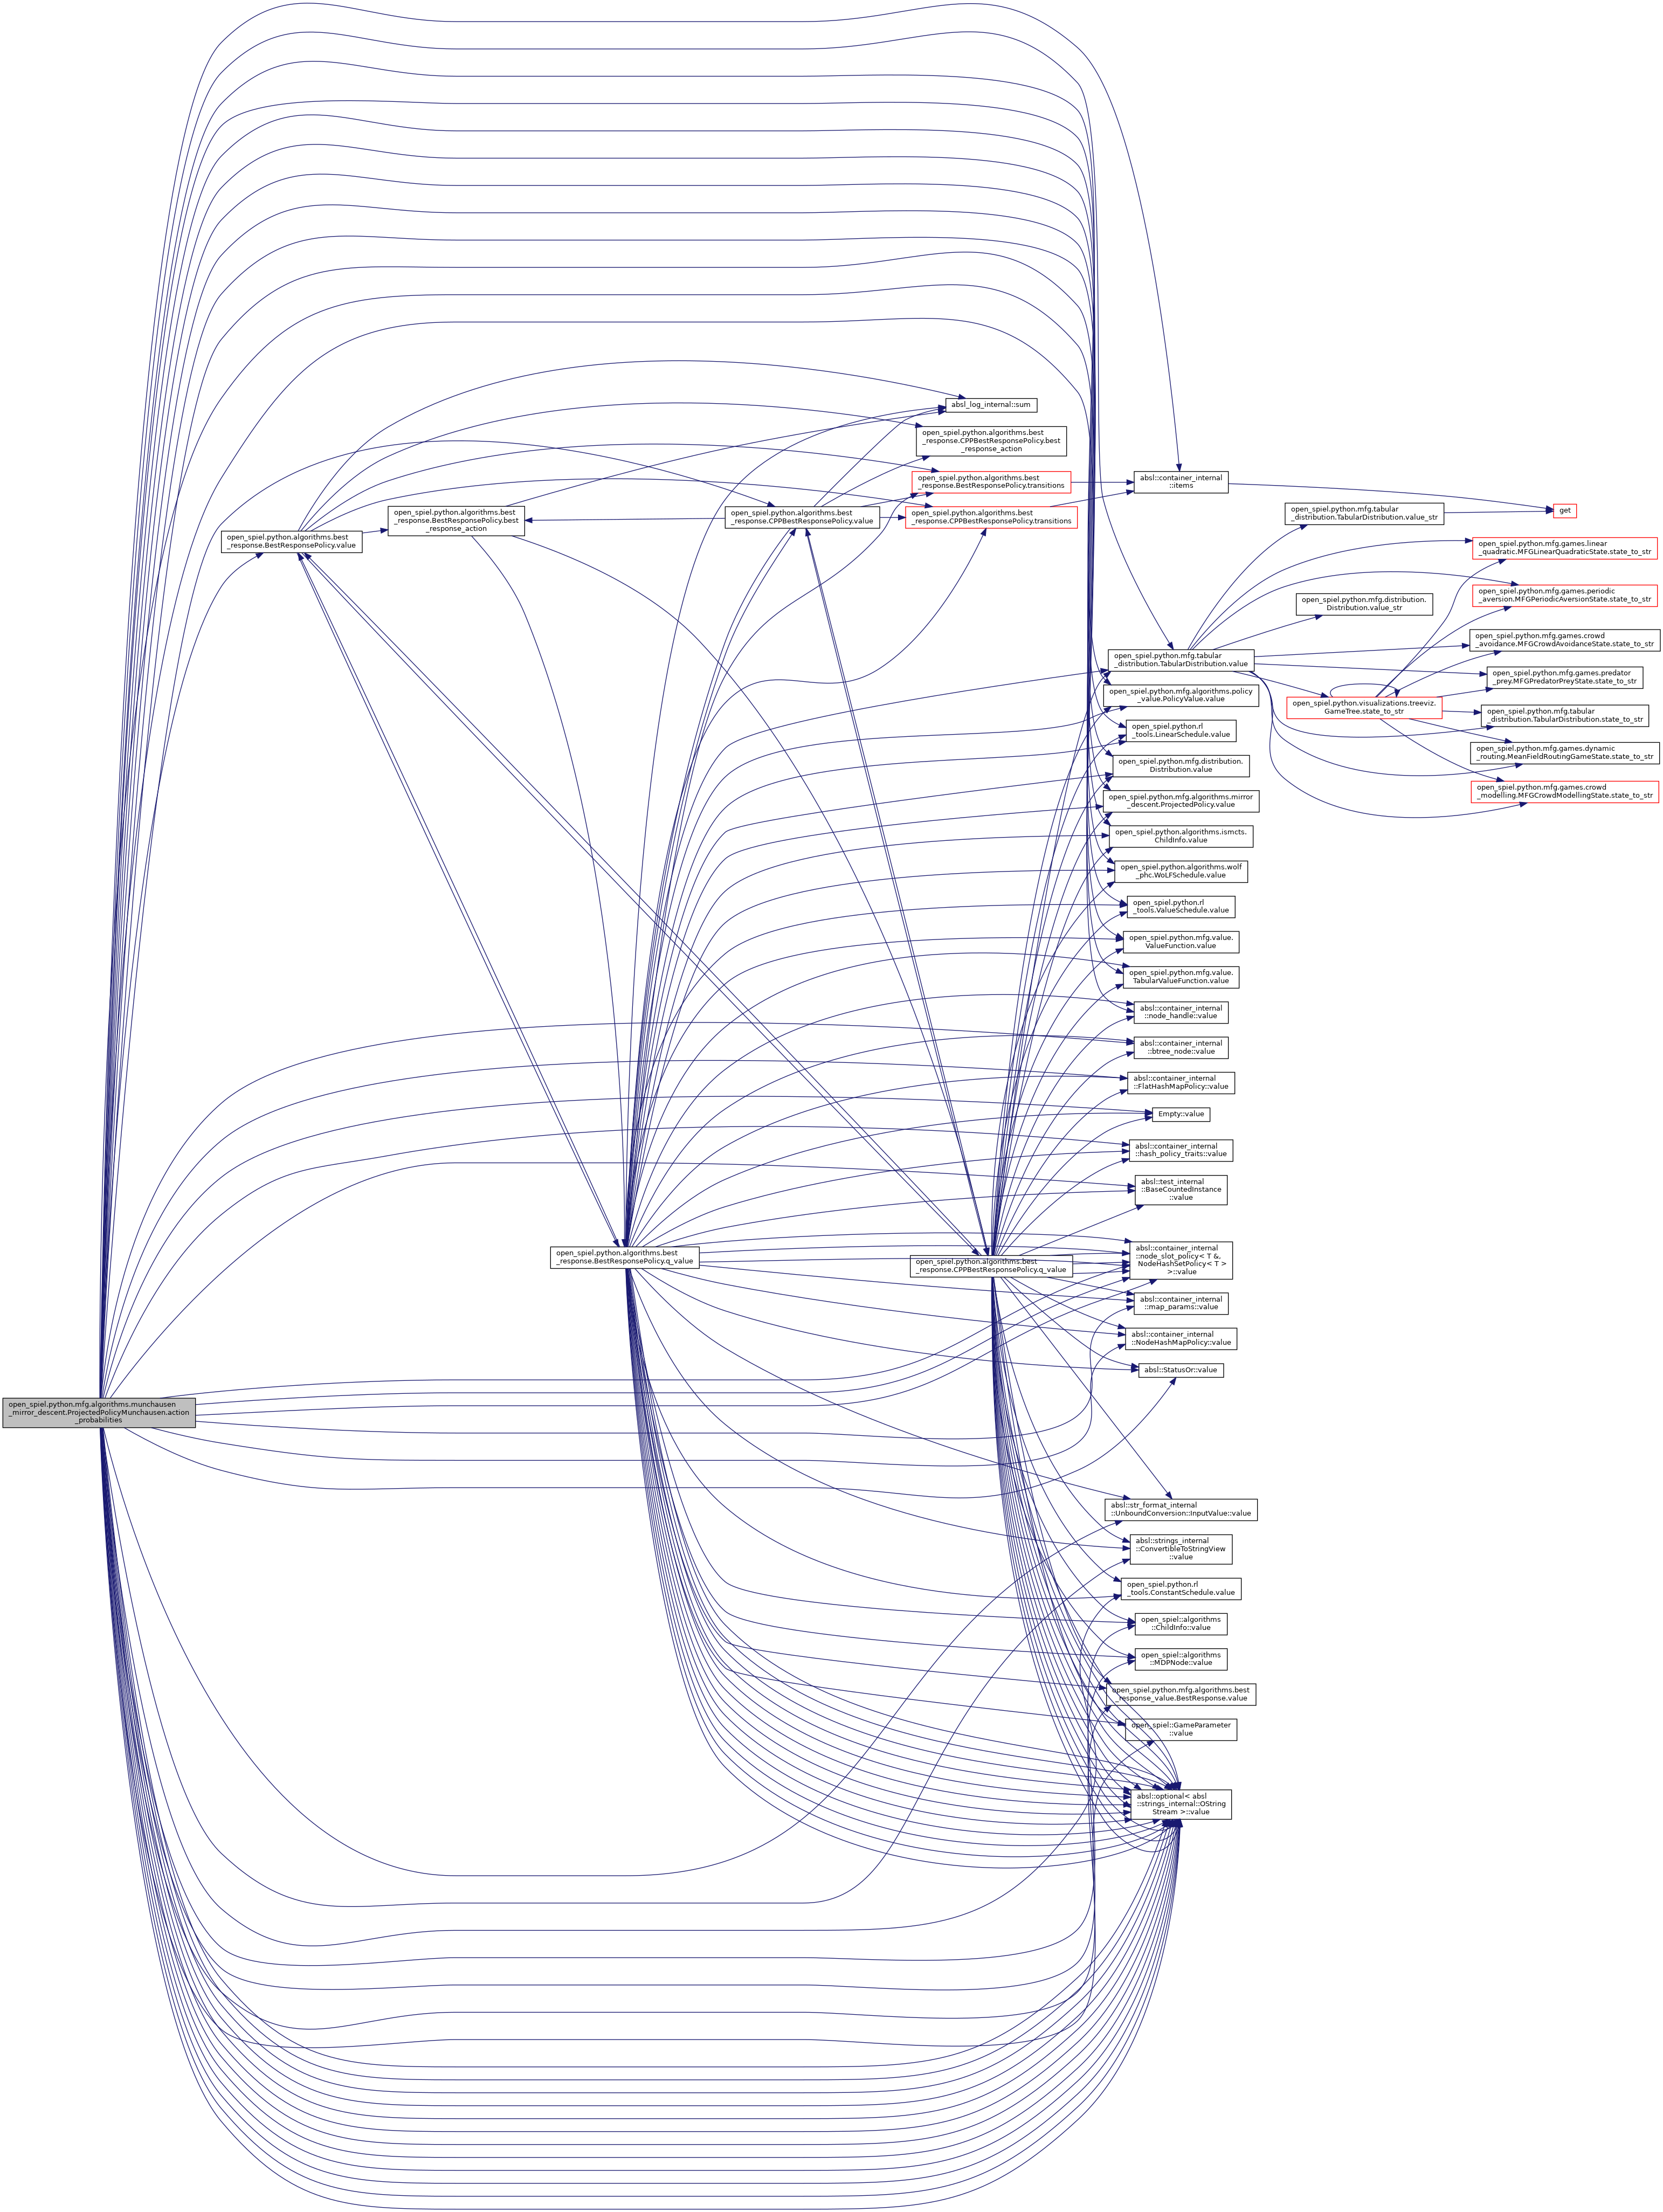 open_spiel.python.mfg.algorithms.munchausen
_mirror_descent.ProjectedPolicyMunchausen.action
_probabilities
open_spiel.python.algorithms.best
_response.BestResponsePolicy.value
open_spiel.python.algorithms.best
_response.BestResponsePolicy.best
_response_action
open_spiel.python.algorithms.best
_response.BestResponsePolicy.q_value
open_spiel.python.algorithms.best
_response.CPPBestResponsePolicy.value
absl_log_internal::sum
open_spiel.python.algorithms.best
_response.CPPBestResponsePolicy.best
_response_action
open_spiel.python.algorithms.best
_response.BestResponsePolicy.transitions
open_spiel.python.algorithms.best
_response.CPPBestResponsePolicy.transitions
open_spiel.python.algorithms.best
_response.CPPBestResponsePolicy.q_value
absl::container_internal
::items
open_spiel.python.mfg.tabular
_distribution.TabularDistribution.value
open_spiel.python.mfg.algorithms.policy
_value.PolicyValue.value
open_spiel.python.rl
_tools.LinearSchedule.value
open_spiel.python.mfg.distribution.
Distribution.value
open_spiel.python.mfg.algorithms.mirror
_descent.ProjectedPolicy.value
open_spiel.python.algorithms.ismcts.
ChildInfo.value
open_spiel.python.algorithms.wolf
_phc.WoLFSchedule.value
open_spiel.python.rl
_tools.ValueSchedule.value
open_spiel.python.mfg.value.
ValueFunction.value
open_spiel.python.mfg.value.
TabularValueFunction.value
absl::container_internal
::node_handle::value
absl::container_internal
::btree_node::value
absl::container_internal
::FlatHashMapPolicy::value
Empty::value
absl::container_internal
::hash_policy_traits::value
absl::test_internal
::BaseCountedInstance
::value
absl::container_internal
::node_slot_policy< T &,
NodeHashSetPolicy< T >
>::value
absl::container_internal
::map_params::value
absl::container_internal
::NodeHashMapPolicy::value
absl::StatusOr::value
absl::str_format_internal
::UnboundConversion::InputValue::value
absl::strings_internal
::ConvertibleToStringView
::value
open_spiel.python.rl
_tools.ConstantSchedule.value
open_spiel::algorithms
::ChildInfo::value
open_spiel::algorithms
::MDPNode::value
open_spiel.python.mfg.algorithms.best
_response_value.BestResponse.value
open_spiel::GameParameter
::value
absl::optional< absl
::strings_internal::OString
Stream >::value
open_spiel.python.mfg.tabular
_distribution.TabularDistribution.value_str
get
open_spiel.python.mfg.distribution.
Distribution.value_str
open_spiel.python.visualizations.treeviz.
GameTree.state_to_str
open_spiel.python.mfg.games.linear
_quadratic.MFGLinearQuadraticState.state_to_str
open_spiel.python.mfg.games.periodic
_aversion.MFGPeriodicAversionState.state_to_str
open_spiel.python.mfg.games.crowd
_avoidance.MFGCrowdAvoidanceState.state_to_str
open_spiel.python.mfg.games.predator
_prey.MFGPredatorPreyState.state_to_str
open_spiel.python.mfg.tabular
_distribution.TabularDistribution.state_to_str
open_spiel.python.mfg.games.dynamic
_routing.MeanFieldRoutingGameState.state_to_str
open_spiel.python.mfg.games.crowd
_modelling.MFGCrowdModellingState.state_to_str